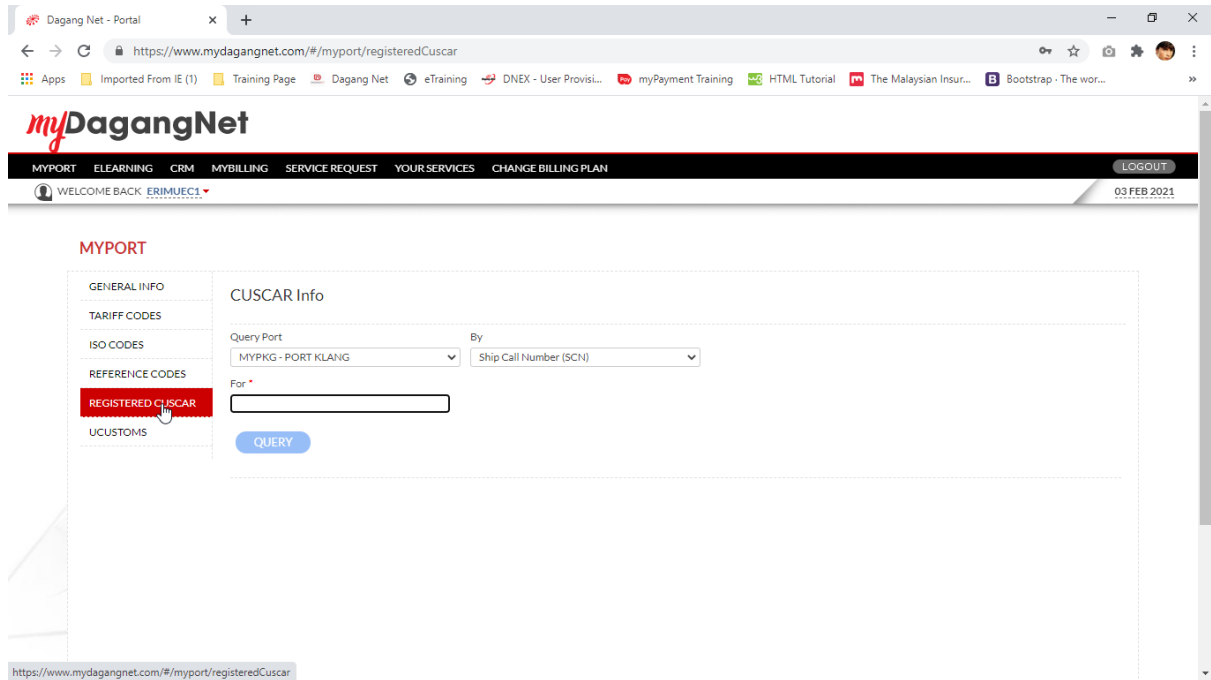 Dagang Net - Portal
https://www.mydagangnet.com/#/myport/registeredCuscar
Apps Imported From IE (1) Training Page Dagang Net eTraining DNEX - User Provisi... myPayment Training HTML Tutorial The Malaysian Insur... Bootstrap · The wor... »
myDagangNet
MYPORT ELEARNING CRM MYBILLING SERVICE REQUEST YOUR SERVICES CHANGE BILLING PLAN LOGOUT
WELCOME BACK ERIMUEC1 03 FEB 2021
MYPORT
GENERAL INFO
TARIFF CODES
ISO CODES
REFERENCE CODES
REGISTERED CUSCAR
UCUSTOMS
CUSCAR Info
Query Port By
MYPKG - PORT KLANG Ship Call Number (SCN)
For *
QUERY
https://www.mydagangnet.com/#/myport/registeredCuscar